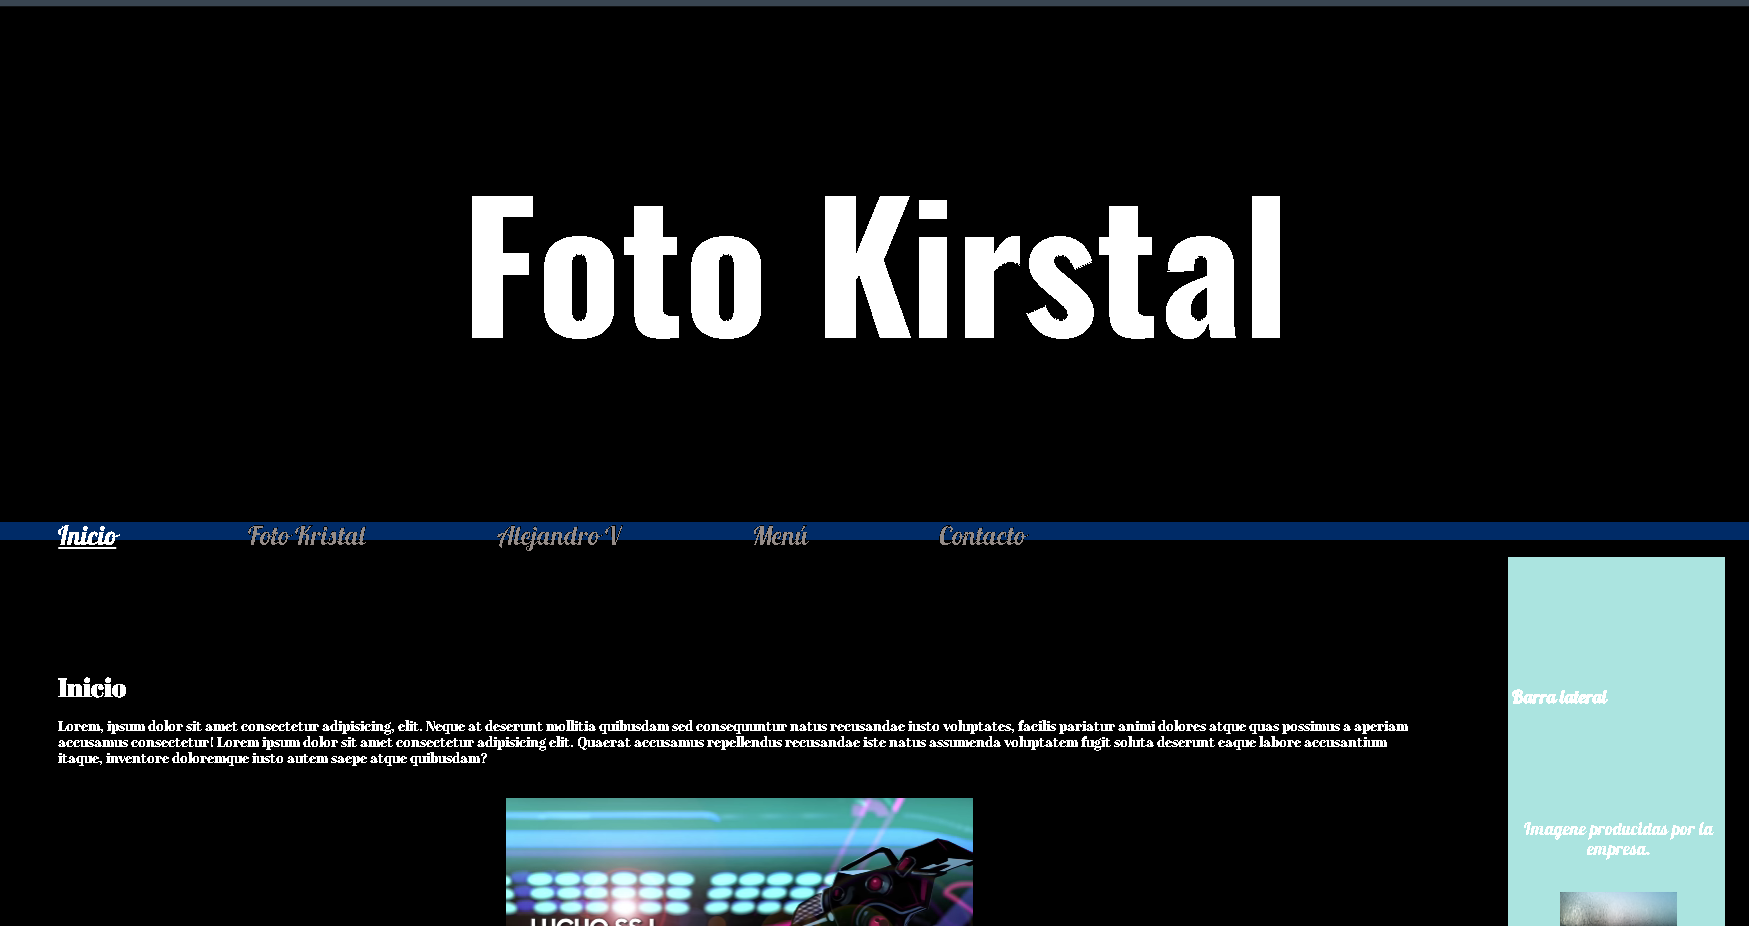 Foto Kirstal
Inicio Foto Kristal Alejandro V Menú Contacto
Inicio
Lorem, ipsum dolor sit amet consectetur adipisicing, elit. Neque at deserunt mollitia quibusdam sed consequuntur natus recusandae iusto voluptates, facilis pariatur animi dolores atque quas possimus a aperiam
accusamus consectetur! Lorem ipsum dolor sit amet consectetur adipisicing elit. Quaerat accusamus repellendus recusandae iste natus assumenda voluptatem fugit soluta deserunt eaque labore accusantium
itaque, inventore doloremque iusto autem saepe atque quibusdam?
Barra lateral
Imagene producidas por la
empresa.